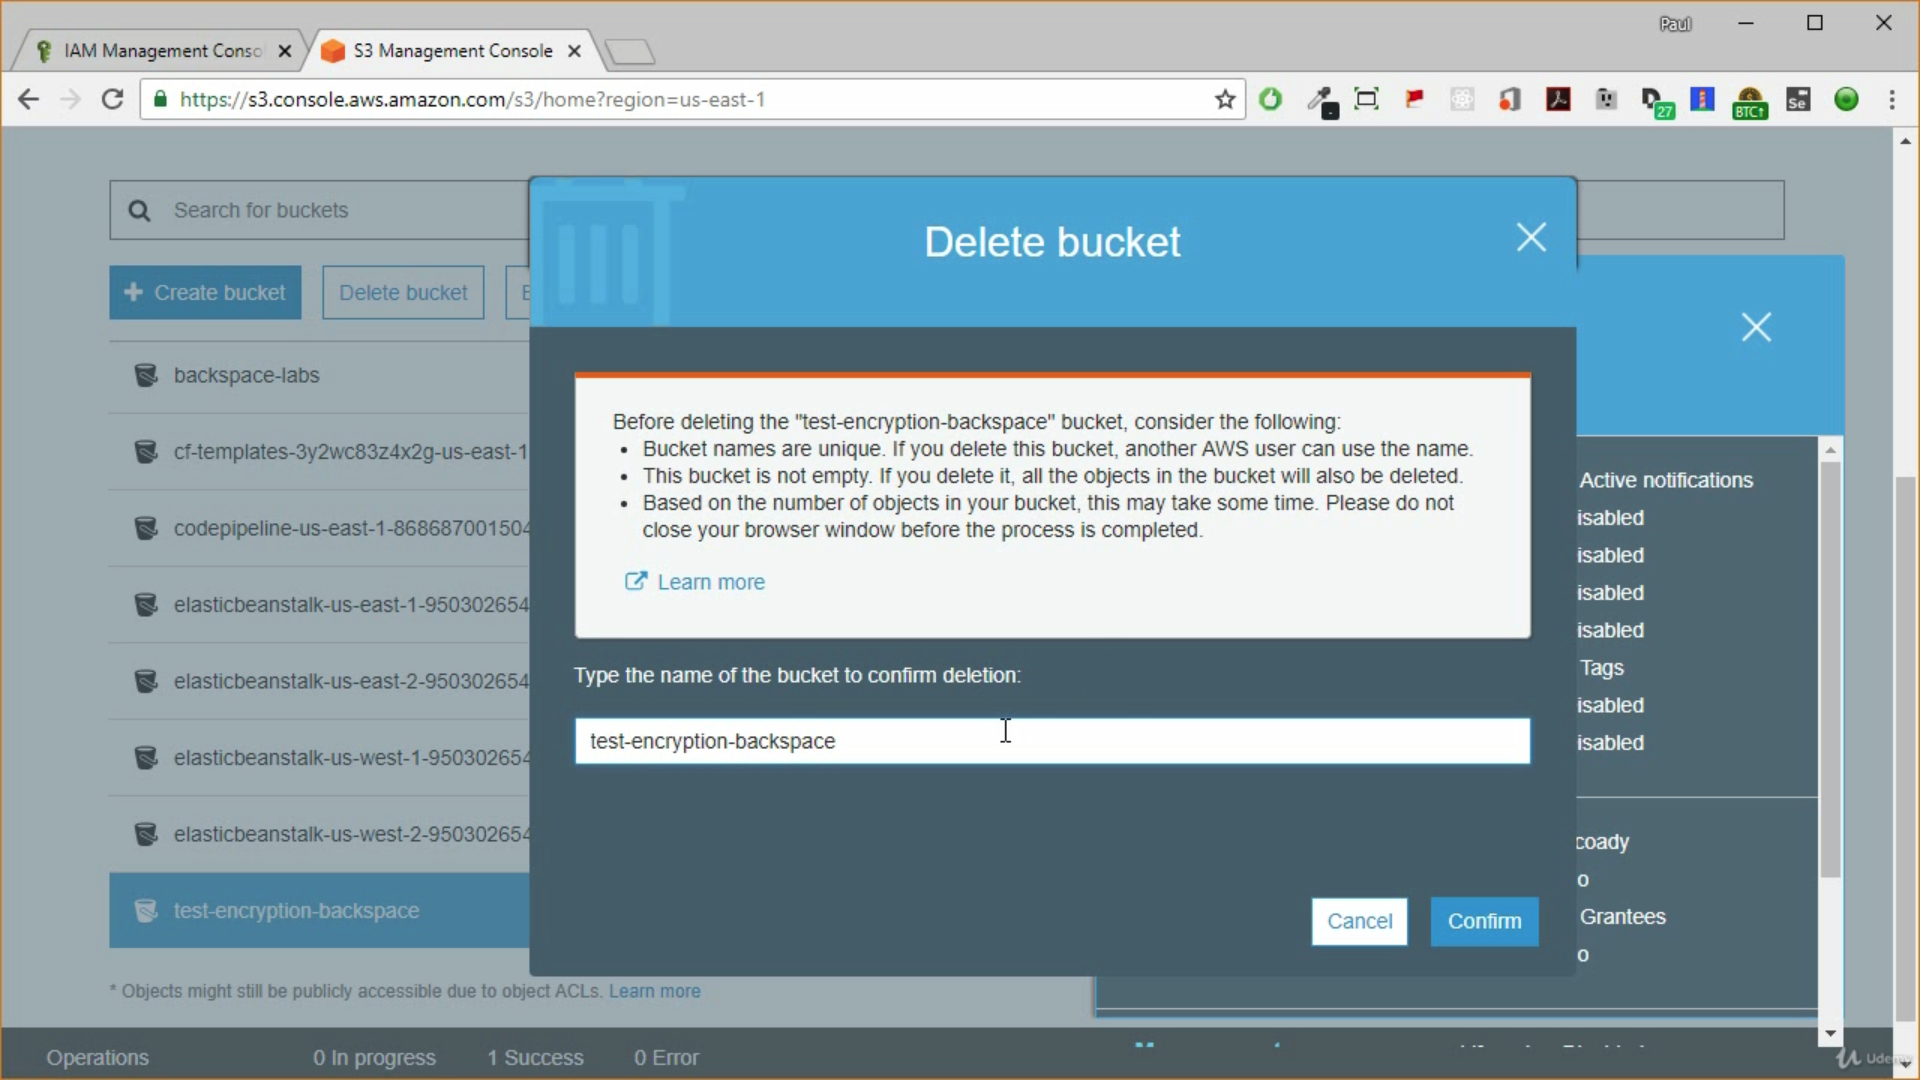 Paul
IAM Management Conso
S3 Management Console
https://s3.console.aws.amazon.com/s3/home?region=us-east-1
27
BTC↑
Se
Search for buckets
Delete bucket
Create bucket
Delete bucket
backspace-labs
cf-templates-3y2wc83z4x2g-us-east-1
codepipeline-us-east-1-868687001504
elasticbeanstalk-us-east-1-950302654
elasticbeanstalk-us-east-2-950302654
elasticbeanstalk-us-west-1-950302654
elasticbeanstalk-us-west-2-950302654
test-encryption-backspace
Before deleting the "test-encryption-backspace" bucket, consider the following:
• Bucket names are unique. If you delete this bucket, another AWS user can use the name.
• This bucket is not empty. If you delete it, all the objects in the bucket will also be deleted.
• Based on the number of objects in your bucket, this may take some time. Please do not
close your browser window before the process is completed.
Learn more
Type the name of the bucket to confirm deletion:
test-encryption-backspace
Cancel
Confirm
Active notifications
isabled
isabled
isabled
isabled
Tags
isabled
isabled
coady
o
Grantees
o
* Objects might still be publicly accessible due to object ACLs. Learn more
Operations
0 In progress
1 Success
0 Error
Udemy